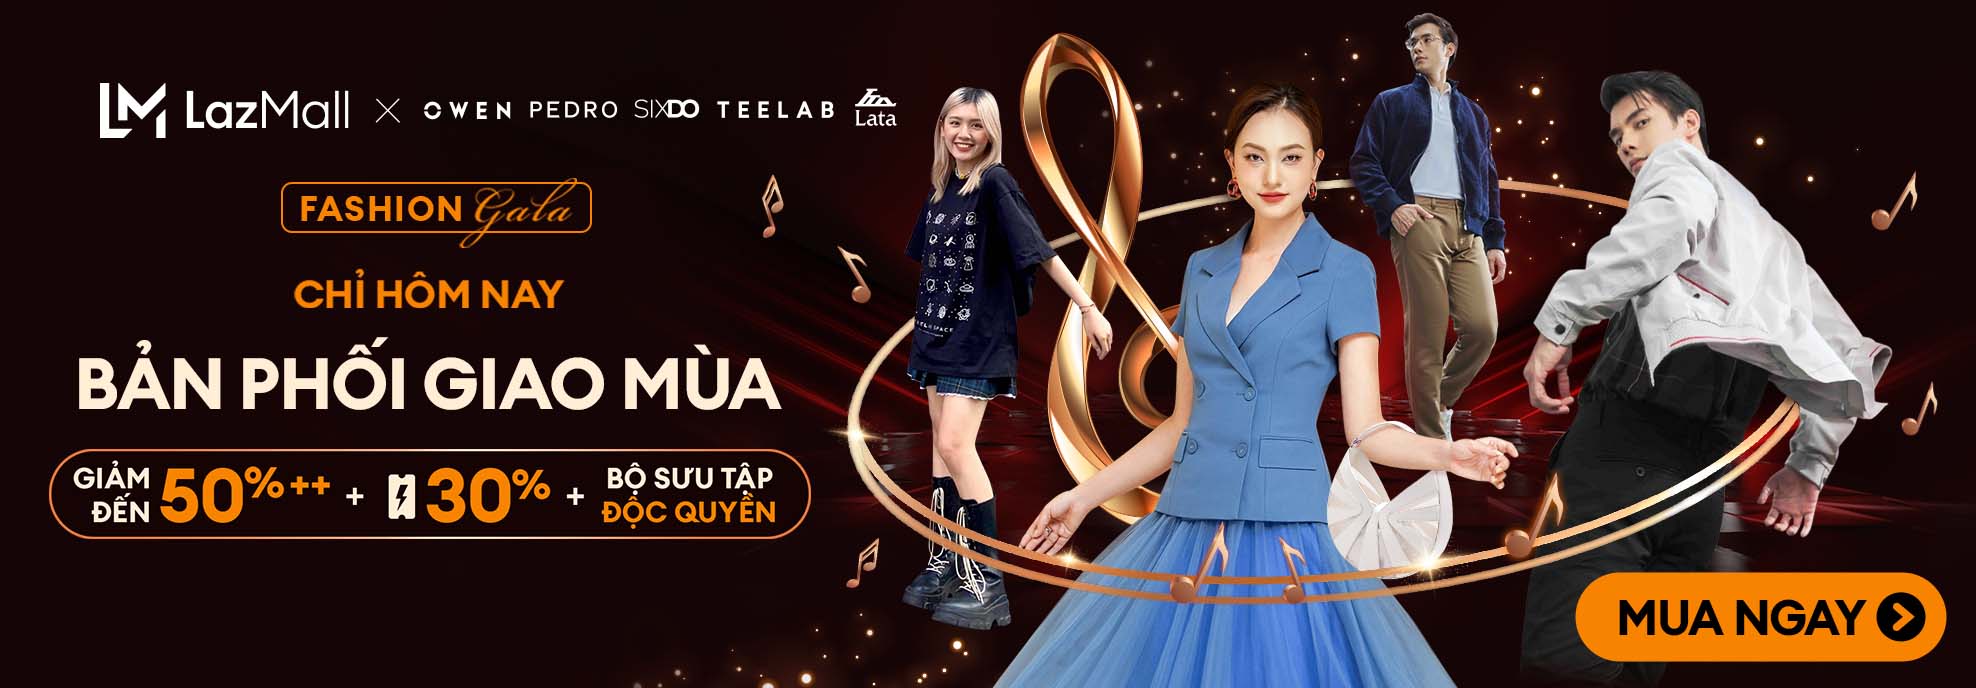 LM LazMall × OWEN PEDRO SIXDO TEELAB Lata
FASHION Gala
CHỈ HÔM NAY
BẢN PHỐI GIAO MÙA
GIẢM ĐẾN 50%++ + 30% + BỘ SƯU TẬP ĐỘC QUYỀN
MUA NGAY